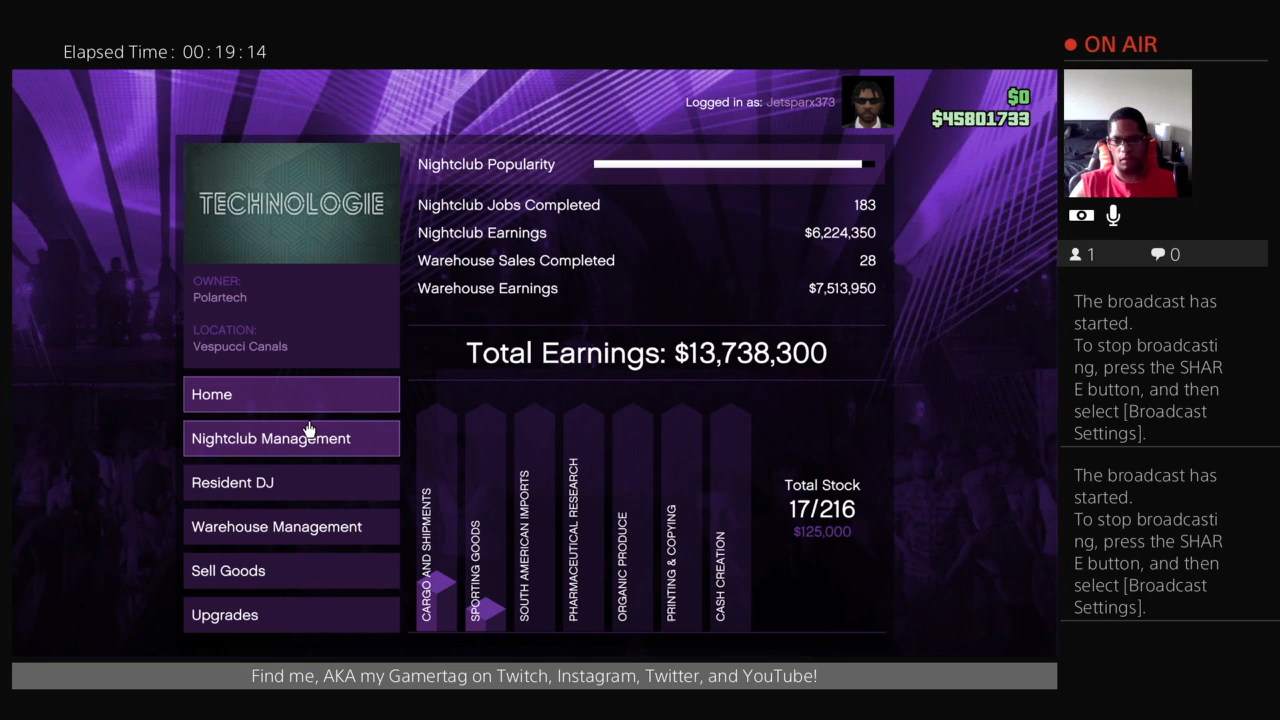 Elapsed Time: 00:19:14
ON AIR
Logged in as: Jetsparx373
$0
$45801733
TECHNOLOGIE
OWNER:
Polartech
LOCATION:
Vespucci Canals
Home
Nightclub Management
Resident DJ
Warehouse Management
Sell Goods
Upgrades
Nightclub Popularity
Nightclub Jobs Completed 183
Nightclub Earnings $6,224,350
Warehouse Sales Completed 28
Warehouse Earnings $7,513,950
Total Earnings: $13,738,300
CARGO AND SHIPMENTS
SPORTING GOODS
SOUTH AMERICAN IMPORTS
PHARMACEUTICAL RESEARCH
ORGANIC PRODUCE
PRINTING & COPYING
CASH CREATION
Total Stock
17/216
$125,000
1 0
The broadcast has
started.
To stop broadcasti
ng, press the SHAR
E button, and then
select [Broadcast
Settings].
The broadcast has
started.
To stop broadcasti
ng, press the SHAR
E button, and then
select [Broadcast
Settings].
Find me, AKA my Gamertag on Twitch, Instagram, Twitter, and YouTube!